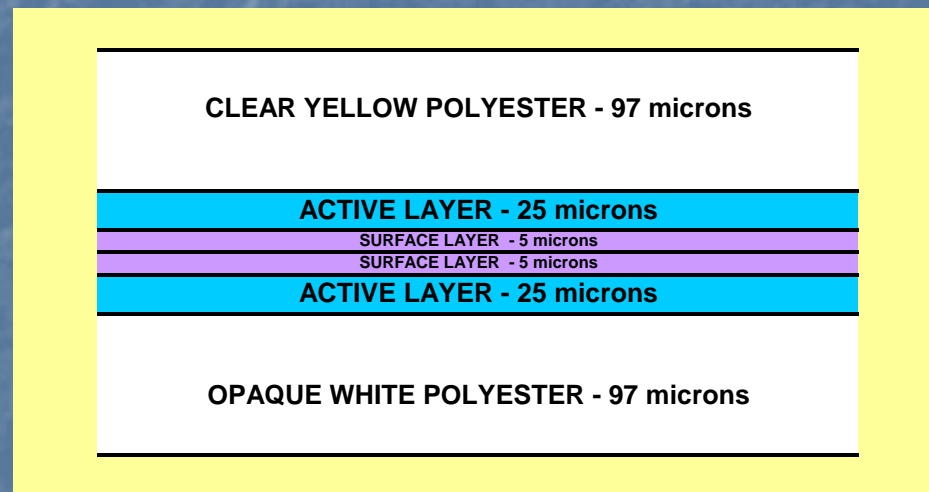 CLEAR YELLOW POLYESTER - 97 microns
ACTIVE LAYER - 25 microns
SURFACE LAYER - 5 microns
SURFACE LAYER - 5 microns
ACTIVE LAYER - 25 microns
OPAQUE WHITE POLYESTER - 97 microns